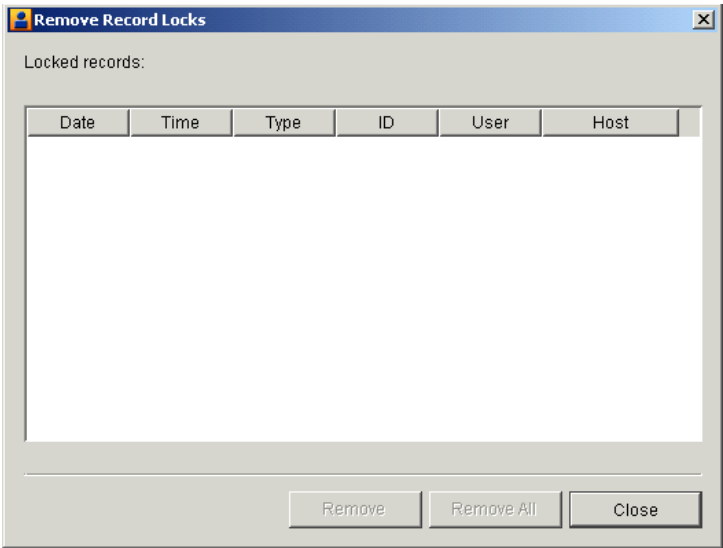 Remove Record Locks
Locked records:
Date Time Type ID User Host
Remove Remove All Close